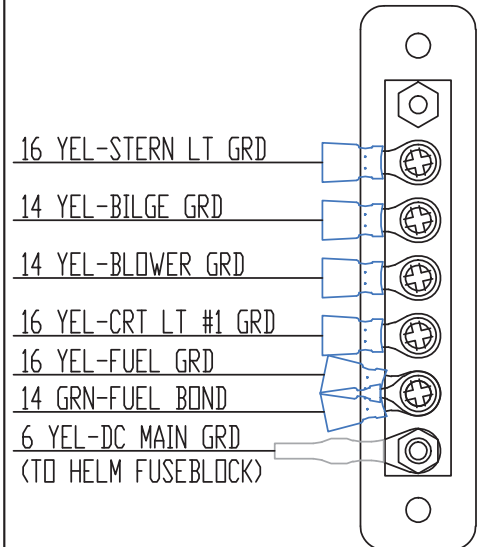 16 YEL-STERN LT GRD
14 YEL-BILGE GRD
14 YEL-BLOWER GRD
16 YEL-CRT LT #1 GRD
16 YEL-FUEL GRD
14 GRN-FUEL BOND
6 YEL-DC MAIN GRD
(TO HELM FUSEBLOCK)